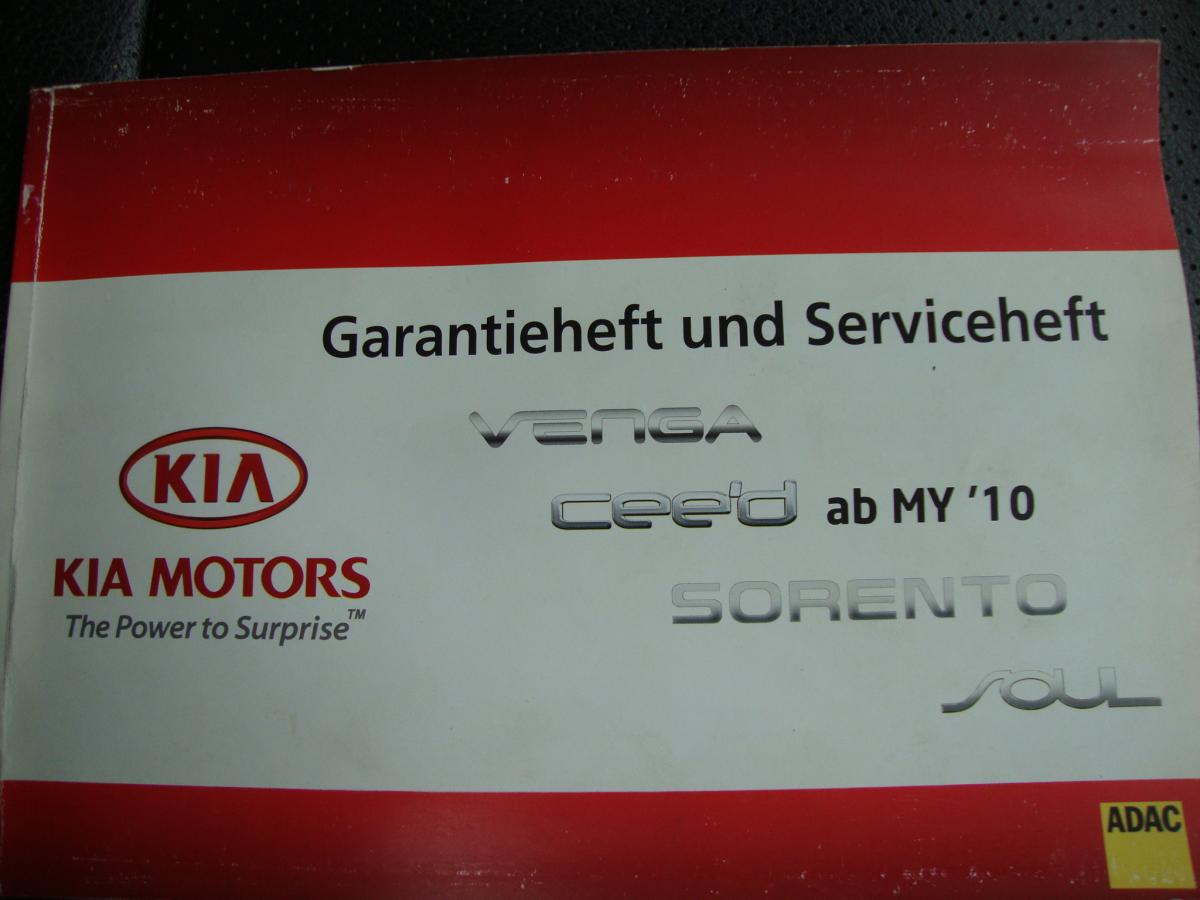 Garantieheft und Serviceheft
VENGA
KIA
cee'd ab MY '10
KIA MOTORS
The Power to Surprise™
SORENTO
SOUL
ADAC